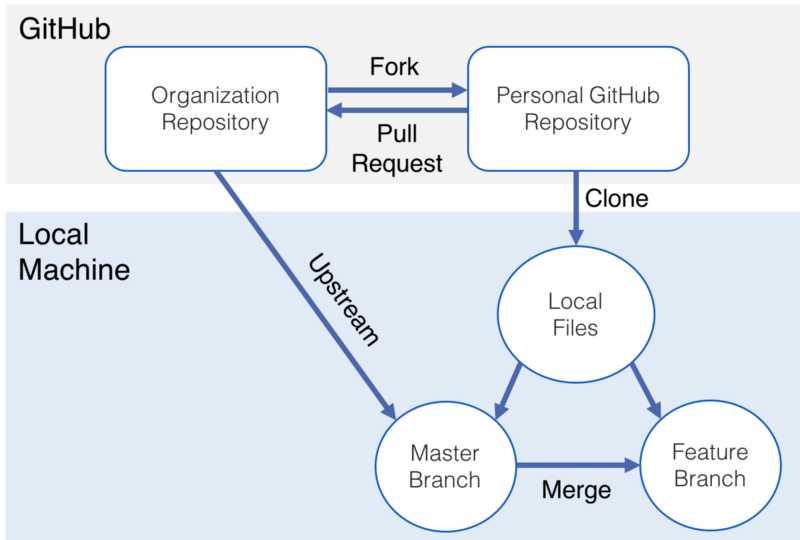 GitHub
Organization
Repository
Fork
Pull
Request
Personal GitHub
Repository
Clone
Local
Machine
Upstream
Local
Files
Master
Branch
Merge
Feature
Branch